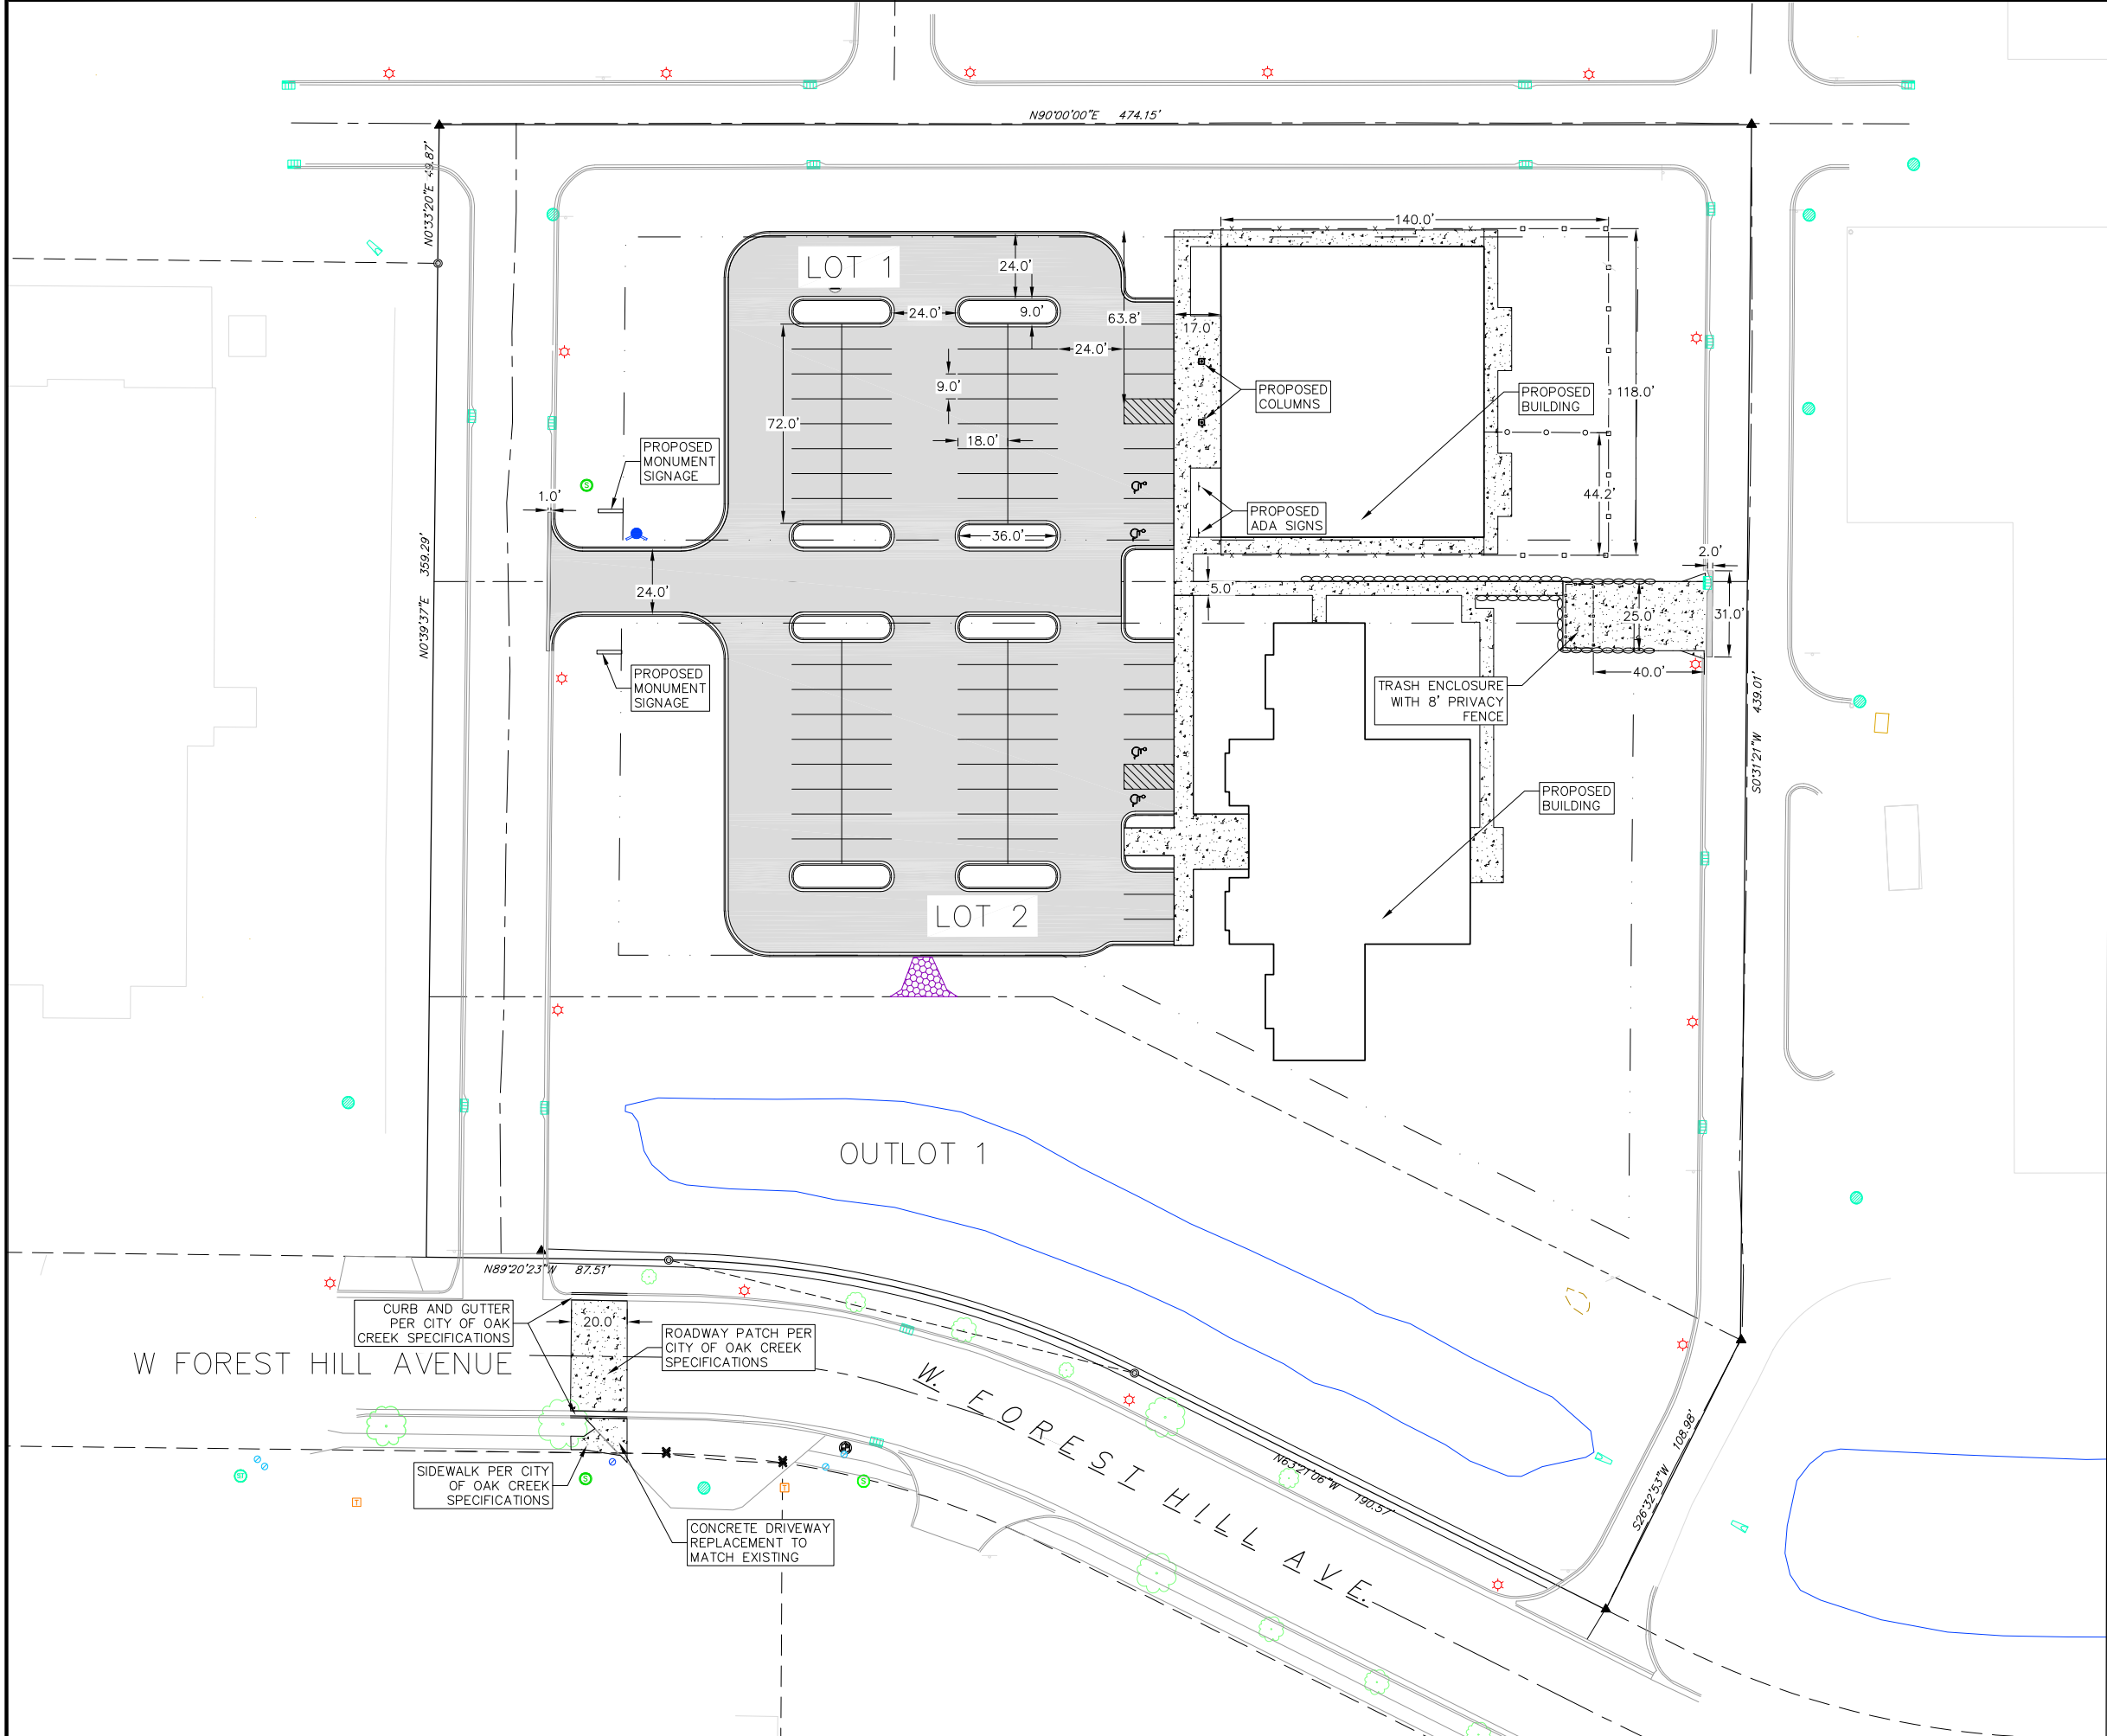 N90°00'00"E 474.15'
N0°33'20"E 49.87'
140.0'
LOT 1
24.0'
24.0'
9.0'
63.8'
17.0'
24.0'
9.0'
PROPOSED
COLUMNS
PROPOSED
BUILDING
118.0'
72.0'
18.0'
PROPOSED
MONUMENT
SIGNAGE
1.0'
44.2'
PROPOSED
ADA SIGNS
36.0'
2.0'
N0°39'37"E 359.29'
24.0'
5.0'
25.0'
31.0'
40.0'
PROPOSED
MONUMENT
SIGNAGE
TRASH ENCLOSURE
WITH 8' PRIVACY
FENCE
S0°31'21"W 439.01'
PROPOSED
BUILDING
LOT 2
OUTLOT 1
N89°20'23"W 87.51'
CURB AND GUTTER
PER CITY OF OAK
CREEK SPECIFICATIONS
20.0'
ROADWAY PATCH PER
CITY OF OAK CREEK
SPECIFICATIONS
W FOREST HILL AVENUE
W. FOREST HILL AVE.
N63°21'06"W 190.57'
S26°32'53"W 108.98'
SIDEWALK PER CITY
OF OAK CREEK
SPECIFICATIONS
CONCRETE DRIVEWAY
REPLACEMENT TO
MATCH EXISTING
S
ST
T
S
T
S